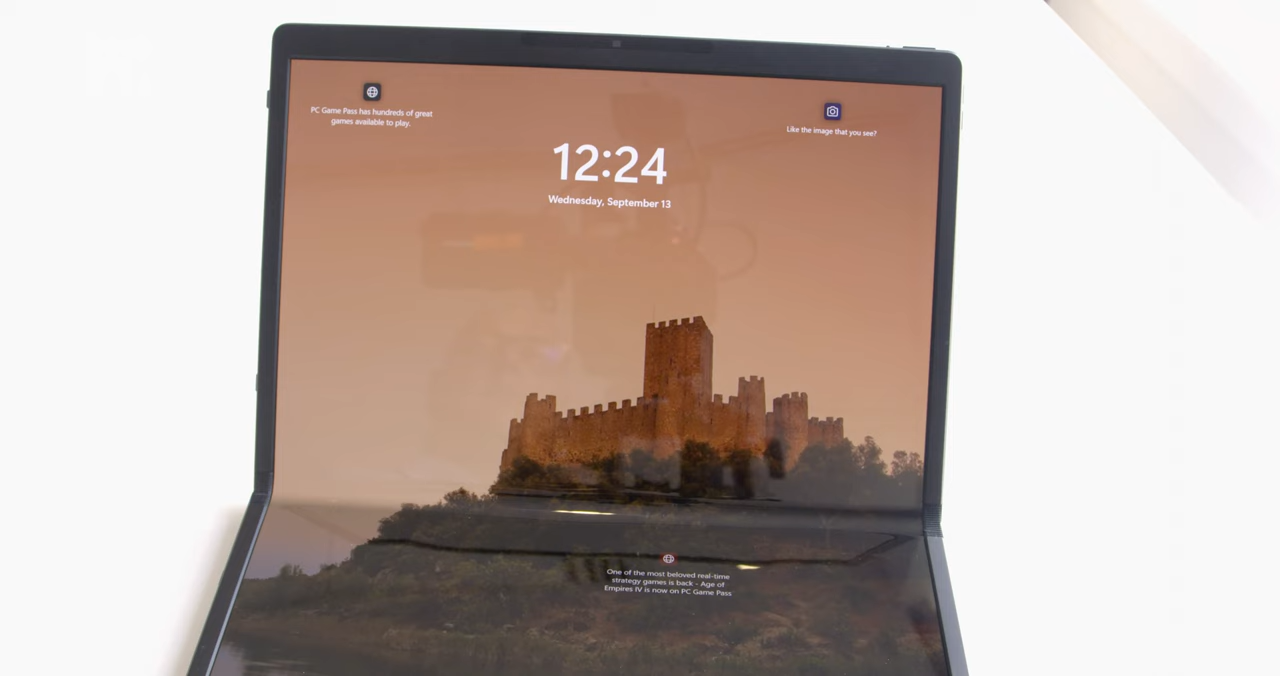 PC Game Pass has hundreds of great
games available to play.
Like the image that you see?
12:24
Wednesday, September 13
One of the most beloved real-time
strategy games is back - Age of
Empires IV is now on PC Game Pass